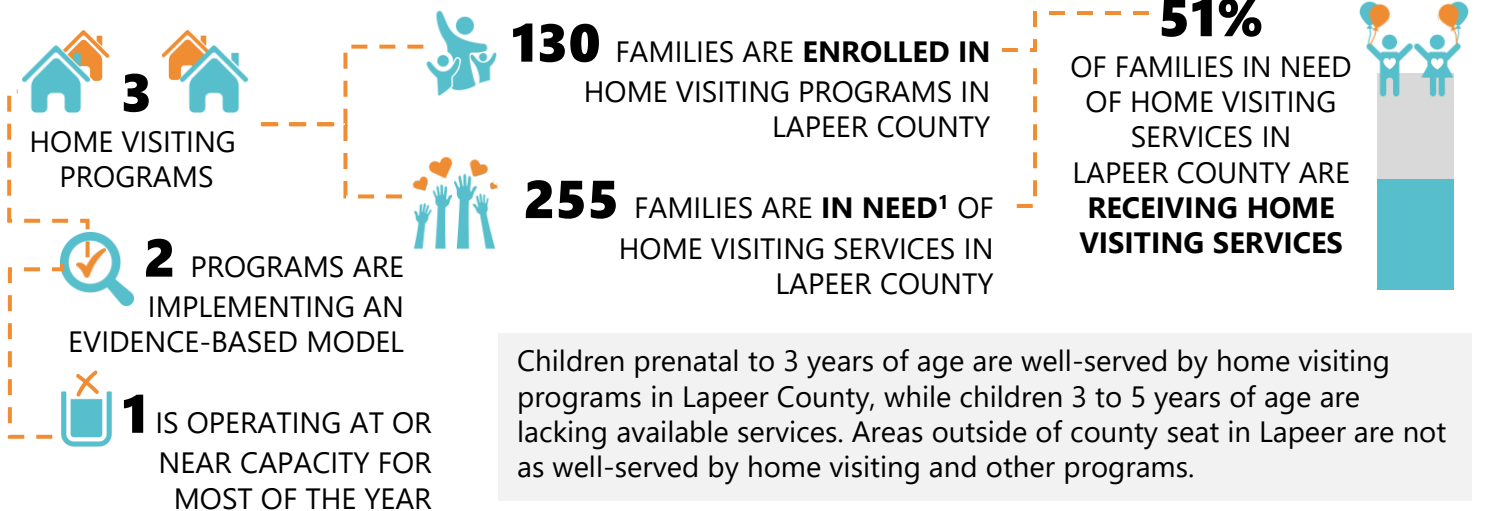 3
HOME VISITING
PROGRAMS
2 PROGRAMS ARE
IMPLEMENTING AN
EVIDENCE-BASED MODEL
1 IS OPERATING AT OR
NEAR CAPACITY FOR
MOST OF THE YEAR
130 FAMILIES ARE ENROLLED IN
HOME VISITING PROGRAMS IN
LAPEER COUNTY
255 FAMILIES ARE IN NEED¹ OF
HOME VISITING SERVICES IN
LAPEER COUNTY
51%
OF FAMILIES IN NEED
OF HOME VISITING
SERVICES IN
LAPEER COUNTY ARE
RECEIVING HOME
VISITING SERVICES
Children prenatal to 3 years of age are well-served by home visiting
programs in Lapeer County, while children 3 to 5 years of age are
lacking available services. Areas outside of county seat in Lapeer are not
as well-served by home visiting and other programs.